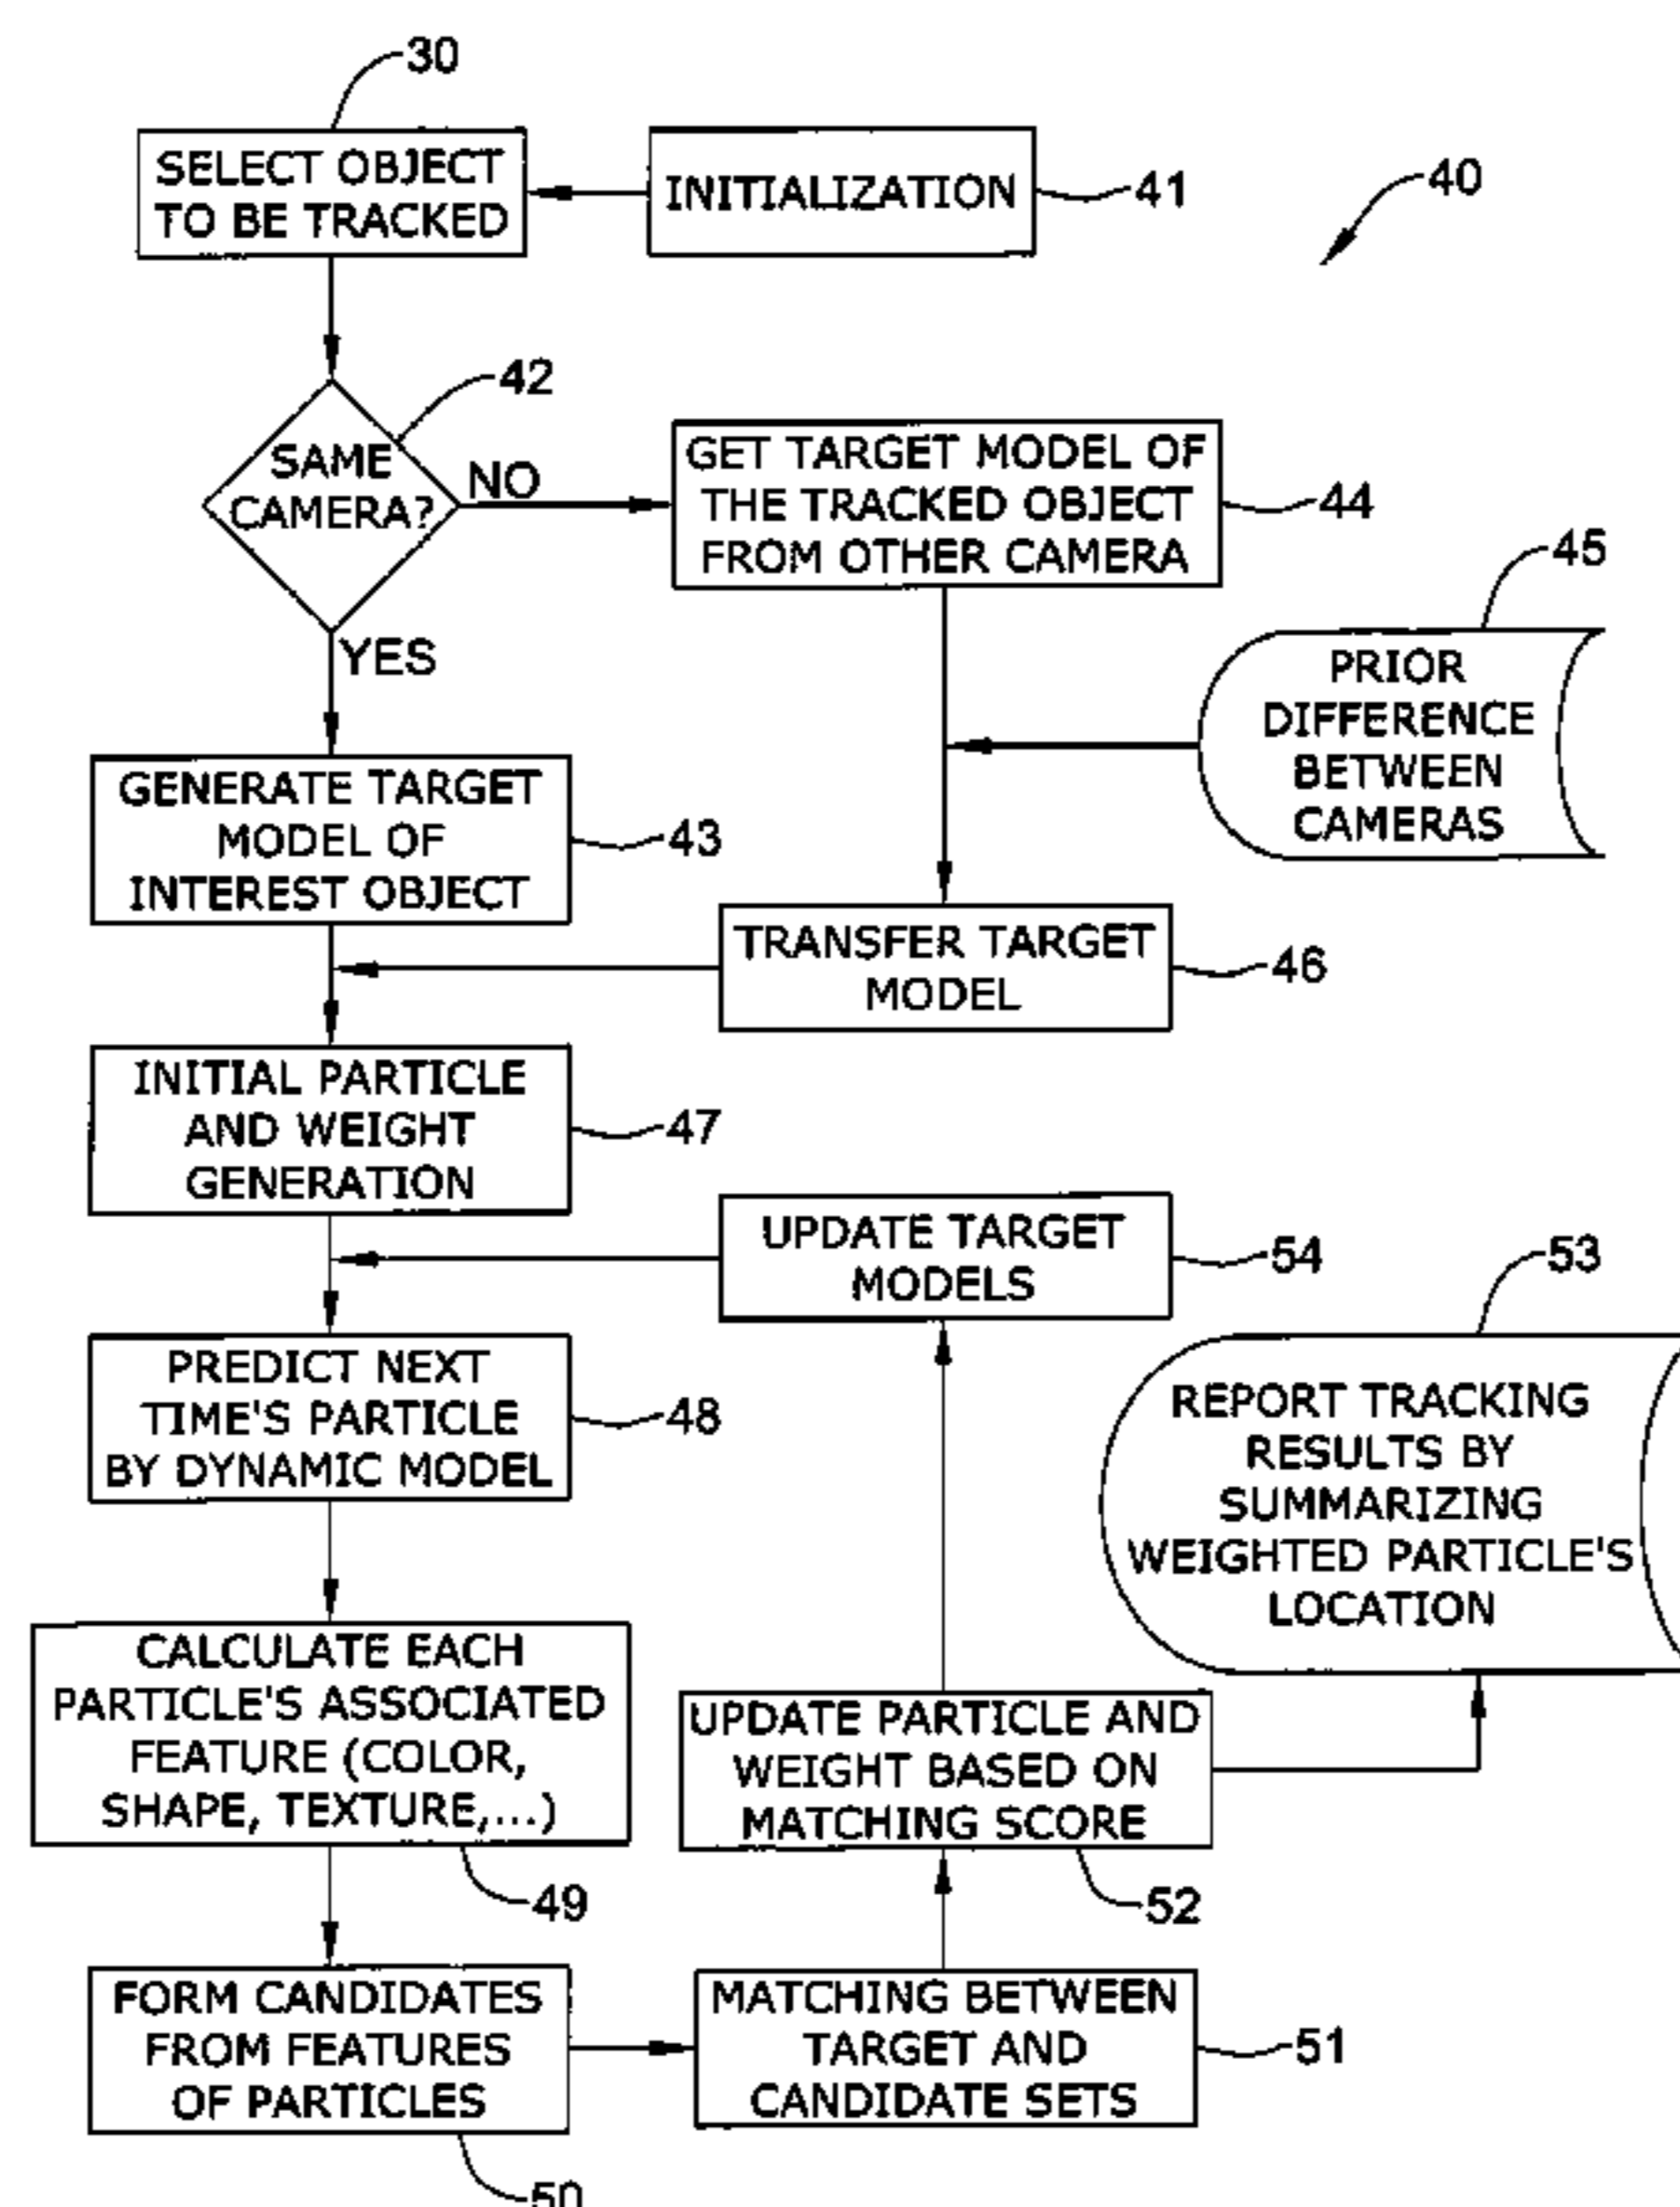 30
SELECT OBJECT
TO BE TRACKED
INITIALIZATION
41
40
42
SAME
CAMERA?
NO
YES
GET TARGET MODEL OF
THE TRACKED OBJECT
FROM OTHER CAMERA
44
45
PRIOR
DIFFERENCE
BETWEEN
CAMERAS
GENERATE TARGET
MODEL OF
INTEREST OBJECT
43
TRANSFER TARGET
MODEL
46
INITIAL PARTICLE
AND WEIGHT
GENERATION
47
UPDATE TARGET
MODELS
54
53
PREDICT NEXT
TIME'S PARTICLE
BY DYNAMIC MODEL
48
REPORT TRACKING
RESULTS BY
SUMMARIZING
WEIGHTED PARTICLE'S
LOCATION
CALCULATE EACH
PARTICLE'S ASSOCIATED
FEATURE (COLOR,
SHAPE, TEXTURE,...)
49
UPDATE PARTICLE AND
WEIGHT BASED ON
MATCHING SCORE
52
FORM CANDIDATES
FROM FEATURES
OF PARTICLES
50
MATCHING BETWEEN
TARGET AND
CANDIDATE SETS
51